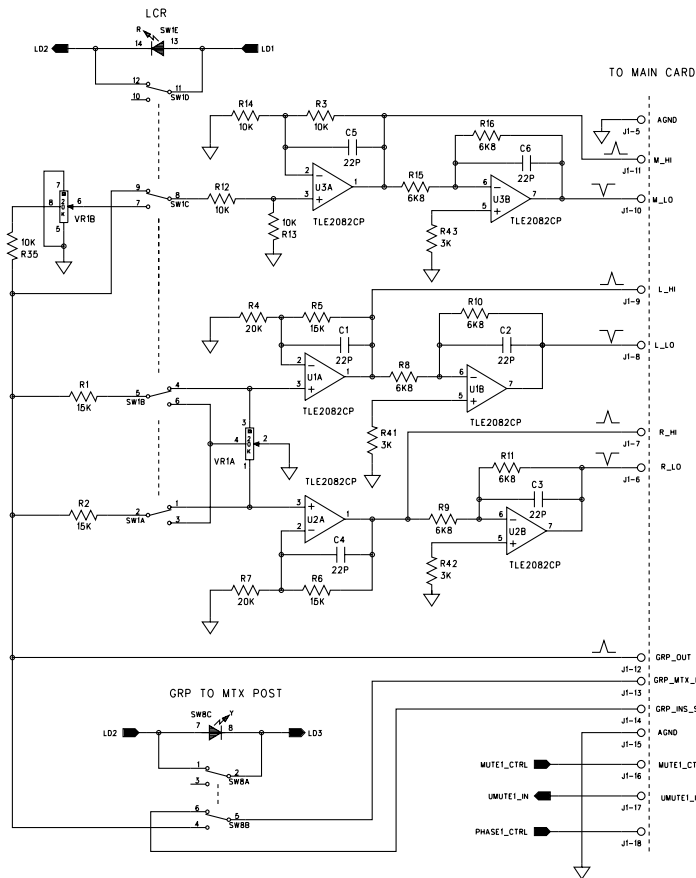 LCR
R
SW1E
LD2 14 13 LD1
12
11
10
SW1D
TO MAIN CARD
R14
10K
R3
10K
C5
22P
R16
6K8
C6
22P
AGND
J1-5
M_HI
J1-11
2
3
1
U3A
TLE2082CP
R15
6K8
6
5
7
U3B
TLE2082CP
M_LO
J1-10
7
8
6
5
20K
VR1B
9
8
7
SW1C
R12
10K
10K
R13
R43
3K
10K
R35
R4
20K
R5
15K
C1
22P
R10
6K8
C2
22P
L_HI
J1-9
L_LO
J1-8
2
3
1
U1A
TLE2082CP
R8
6K8
6
5
7
U1B
TLE2082CP
R1
15K
5
4
6
SW1B
R41
3K
3
4
2
1
20K
VR1A
R_HI
J1-7
R_LO
J1-6
R2
15K
2
1
3
SW1A
TLE2082CP
3
2
1
U2A
R11
6K8
C3
22P
R9
6K8
6
5
7
U2B
TLE2082CP
C4
22P
R7
20K
R6
15K
R42
3K
GRP_OUT
J1-12
GRP TO MTX POST
GRP_MTX_
J1-13
SW8C
Y
LD2 7 8 LD3
GRP_INS_S
J1-14
AGND
J1-15
1
2
3
SW8A
MUTE1_CTRL
MUTE1_CT
J1-16
6
5
4
SW8B
UMUTE1_IN
UMUTE1_I
J1-17
PHASE1_CTRL
J1-18